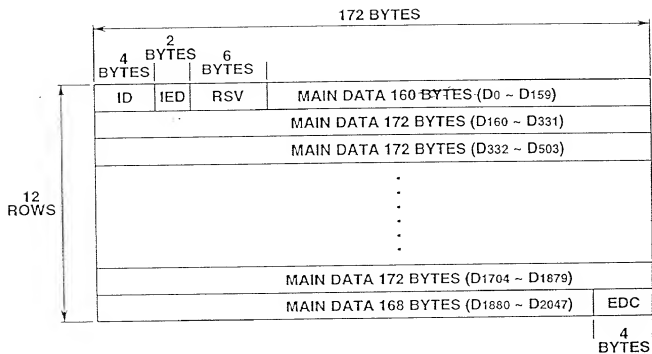 172 BYTES
4 BYTES
2 BYTES
6 BYTES
ID IED RSV MAIN DATA 160 BYTES (D0 ~ D159)
MAIN DATA 172 BYTES (D160 ~ D331)
MAIN DATA 172 BYTES (D332 ~ D503)
12 ROWS
MAIN DATA 172 BYTES (D1704 ~ D1879)
MAIN DATA 168 BYTES (D1880 ~ D2047) EDC
4 BYTES